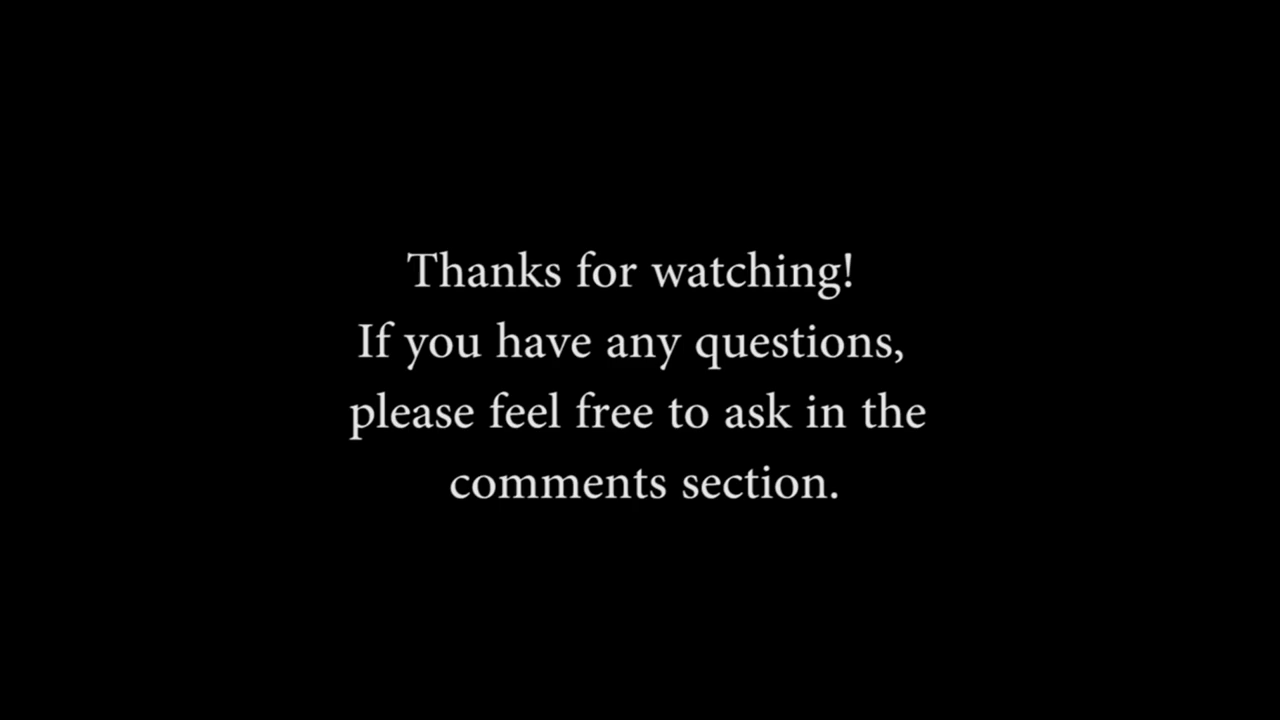 Thanks for watching!
If you have any questions,
please feel free to ask in the
comments section.